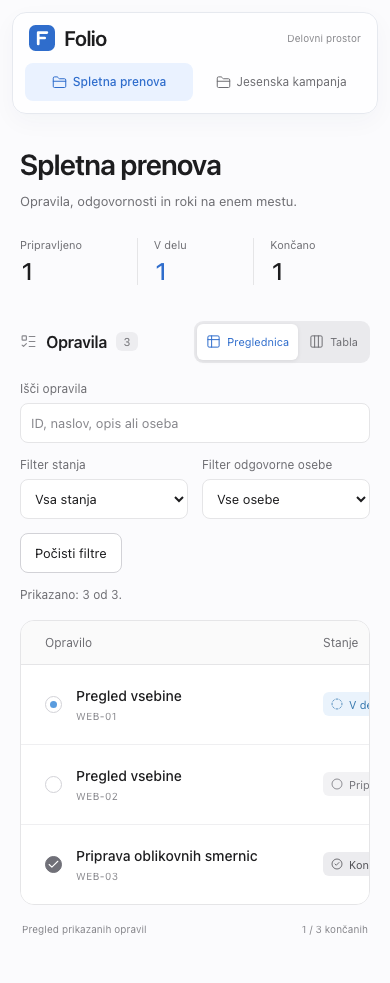 F Folio
Delovni prostor
Spletna prenova
Jesenska kampanja
Spletna prenova
Opravila, odgovornosti in roki na enem mestu.
Pripravljeno
V delu
Končano
1
1
1
Opravila 3
Preglednica
Tabla
Išči opravila
ID, naslov, opis ali oseba
Filter stanja
Filter odgovorne osebe
Vsa stanja
Vse osebe
Počisti filtre
Prikazano: 3 od 3.
Opravilo
Stanje
Pregled vsebine
WEB-01
V de
Pregled vsebine
WEB-02
Prip
Priprava oblikovnih smernic
WEB-03
Kon
Pregled prikazanih opravil
1 / 3 končanih